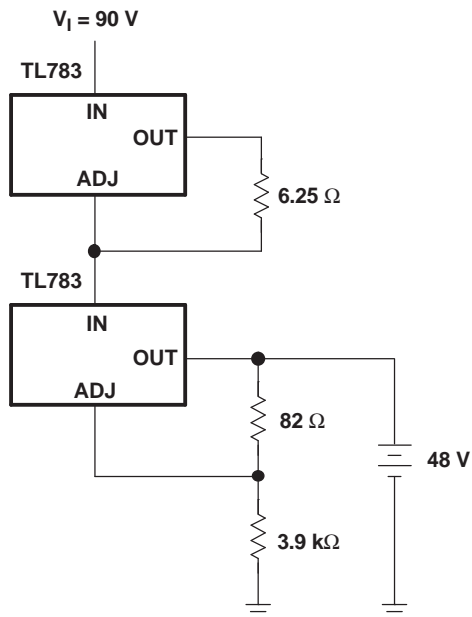 V_I = 90 V
TL783
IN
OUT
ADJ
6.25 Ω
TL783
IN
OUT
ADJ
82 Ω
48 V
3.9 kΩ